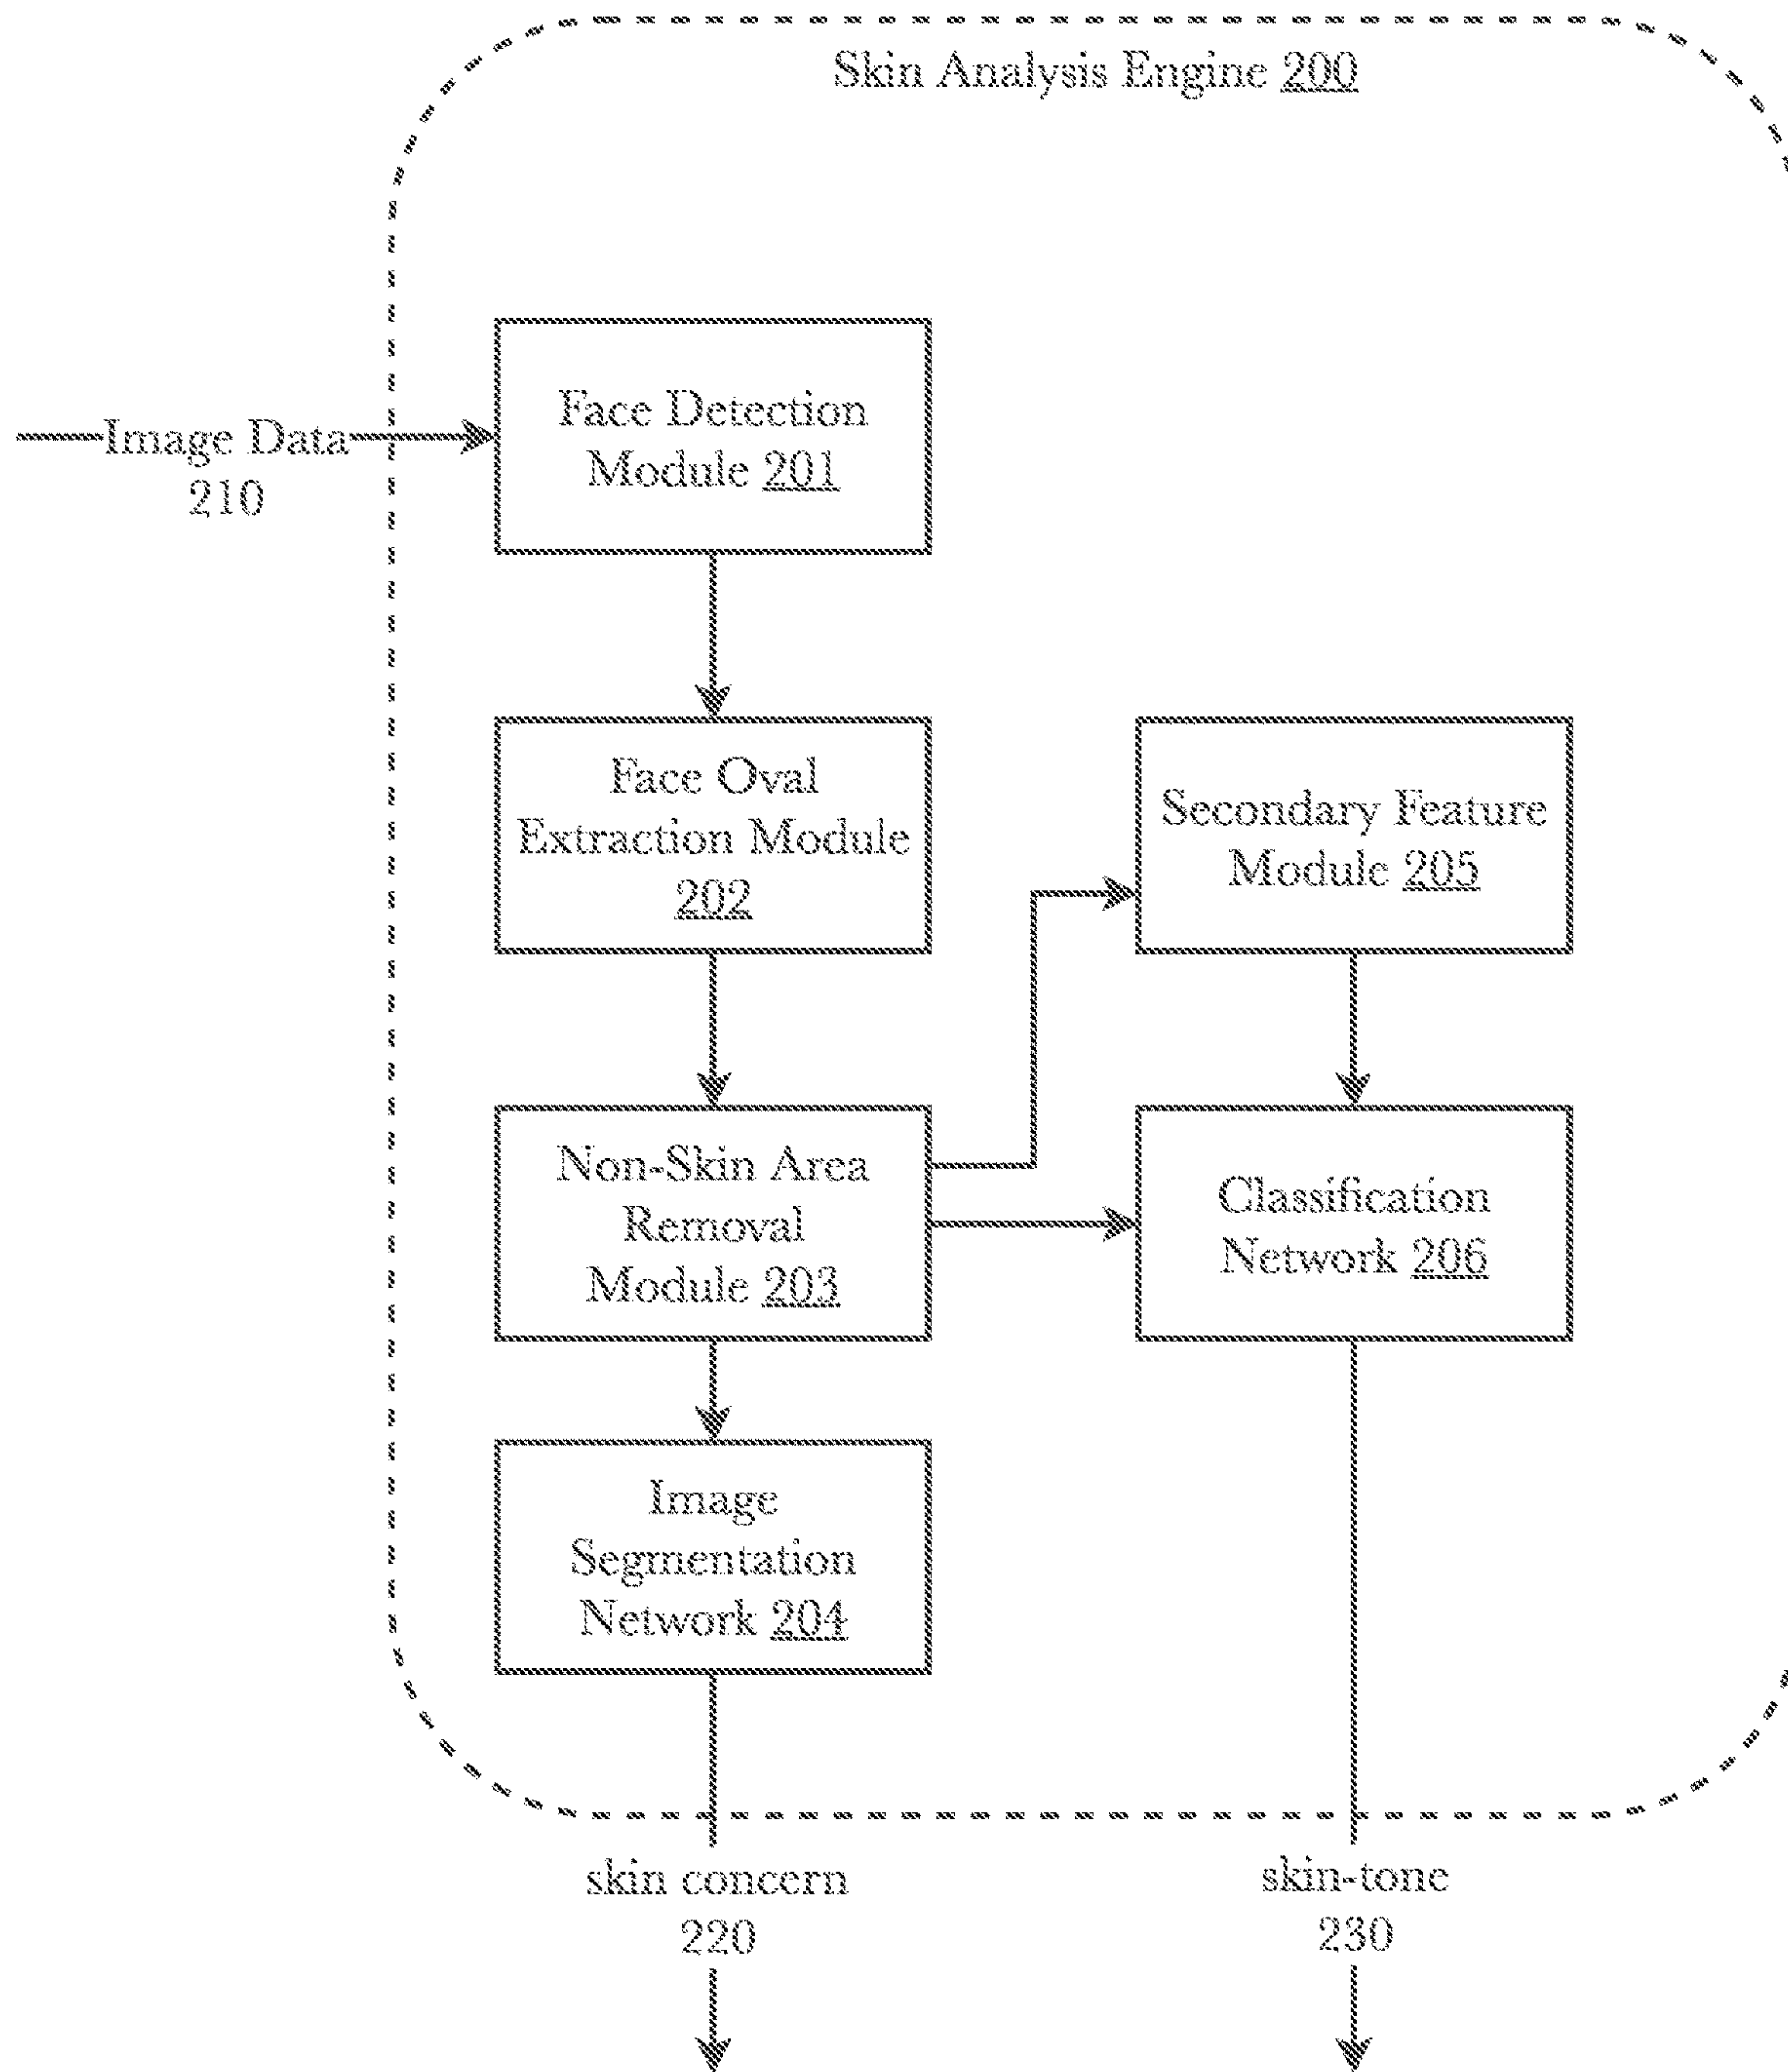 Skin Analysis Engine 200
Image Data
210
Face Detection
Module 201
Face Oval
Extraction Module
202
Secondary Feature
Module 205
Non-Skin Area
Removal
Module 203
Classification
Network 206
Image
Segmentation
Network 204
skin concern
220
skin-tone
230